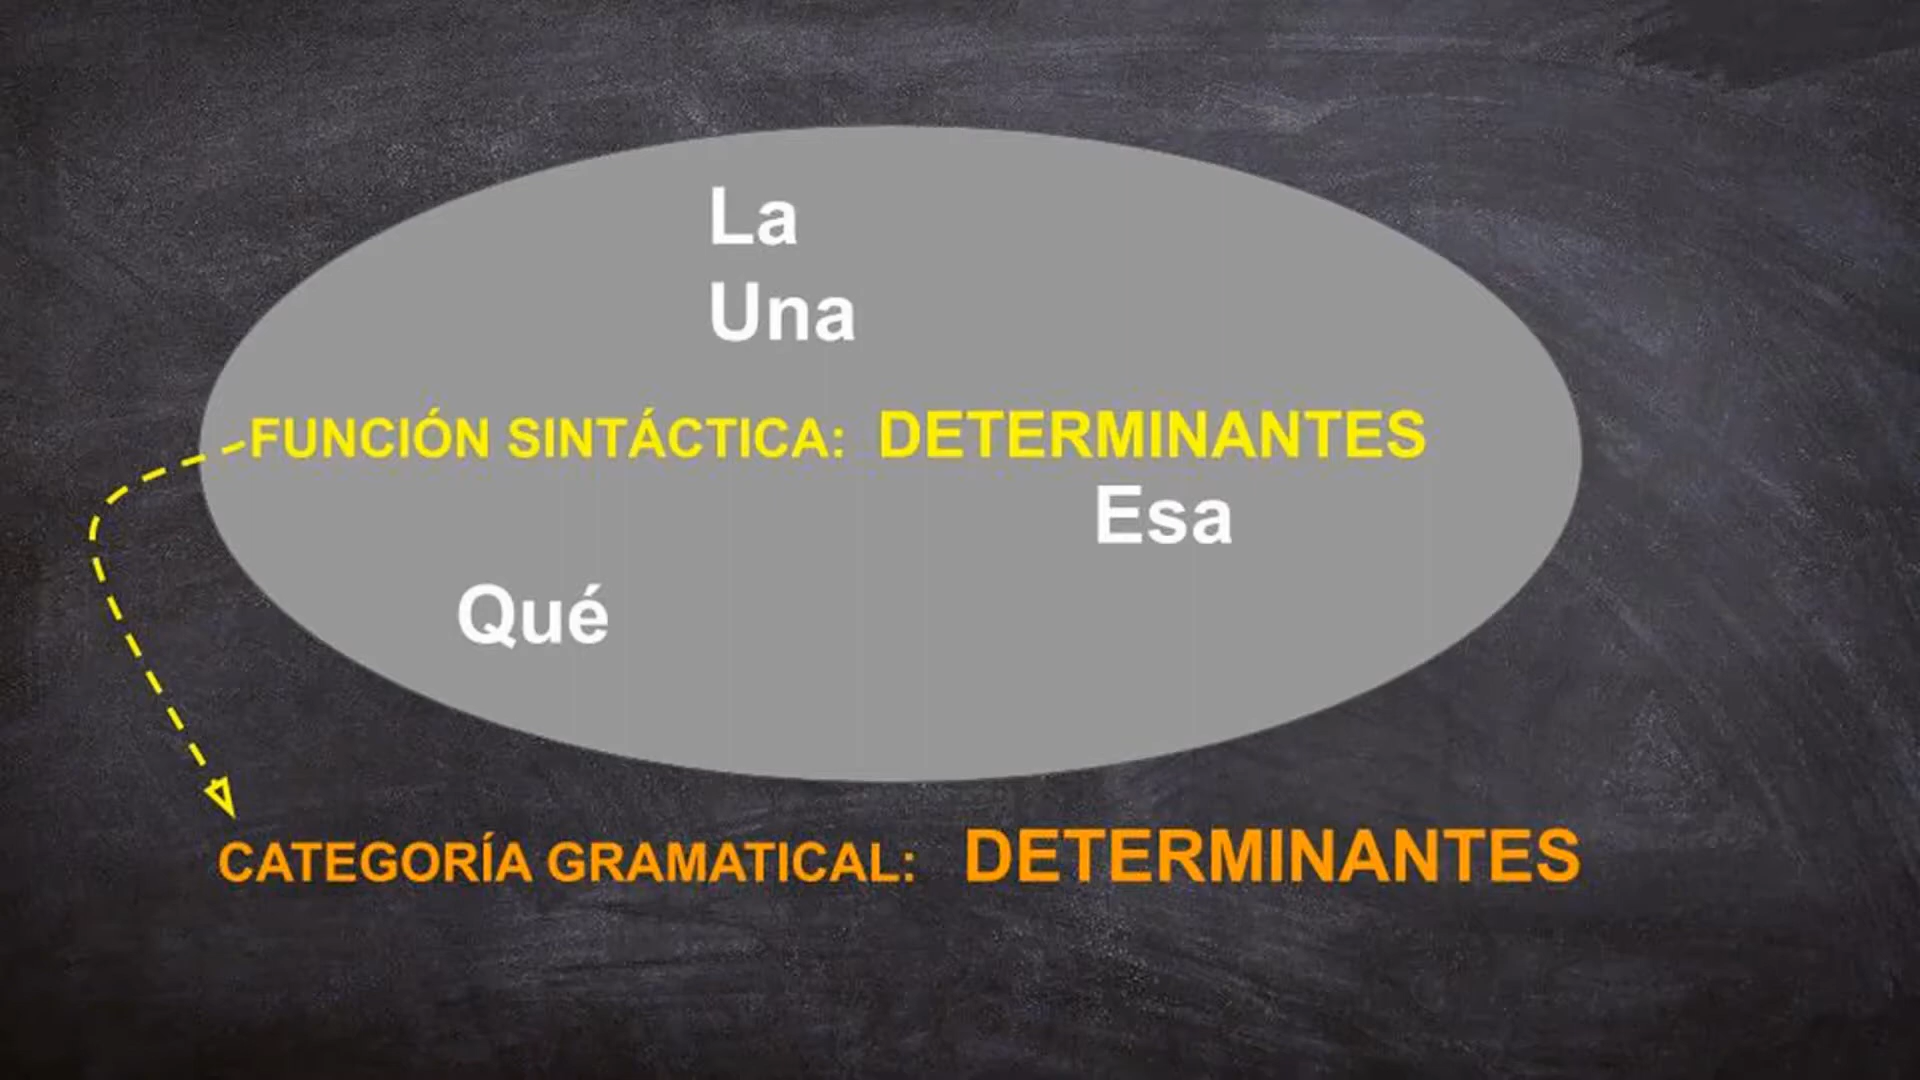 La
Una
FUNCIÓN SINTÁCTICA: DETERMINANTES
Esa
Qué
CATEGORÍA GRAMATICAL: DETERMINANTES